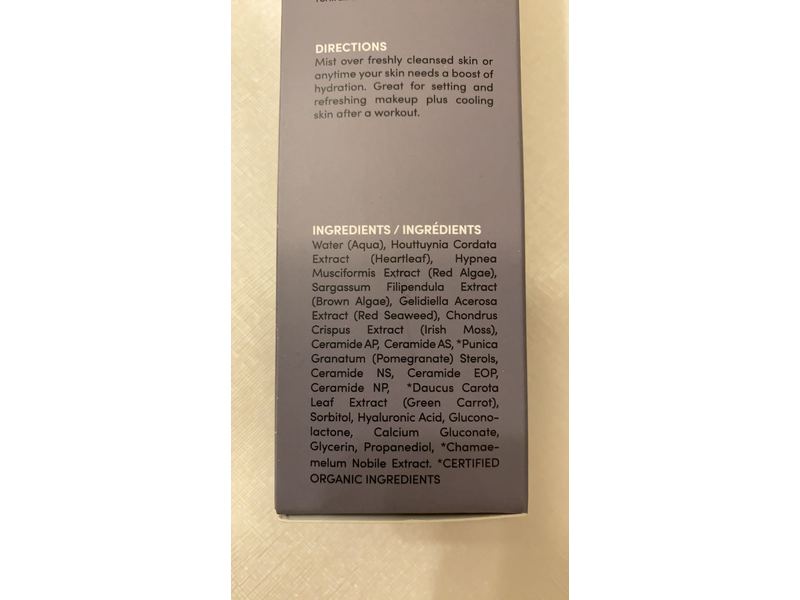 DIRECTIONS
Mist over freshly cleansed skin or
anytime your skin needs a boost of
hydration. Great for setting and
refreshing makeup plus cooling
skin after a workout.
INGREDIENTS / INGRÉDIENTS
Water (Aqua), Houttuynia Cordata
Extract (Heartleaf), Hypnea
Musciformis Extract (Red Algae),
Sargassum Filipendula Extract
(Brown Algae), Gelidiella Acerosa
Extract (Red Seaweed), Chondrus
Crispus Extract (Irish Moss),
Ceramide AP, Ceramide AS, *Punica
Granatum (Pomegranate) Sterols,
Ceramide NS, Ceramide EOP,
Ceramide NP, *Daucus Carota
Leaf Extract (Green Carrot),
Sorbitol, Hyaluronic Acid, Glucono-
lactone, Calcium Gluconate,
Glycerin, Propanediol, *Chamae-
melum Nobile Extract. *CERTIFIED
ORGANIC INGREDIENTS